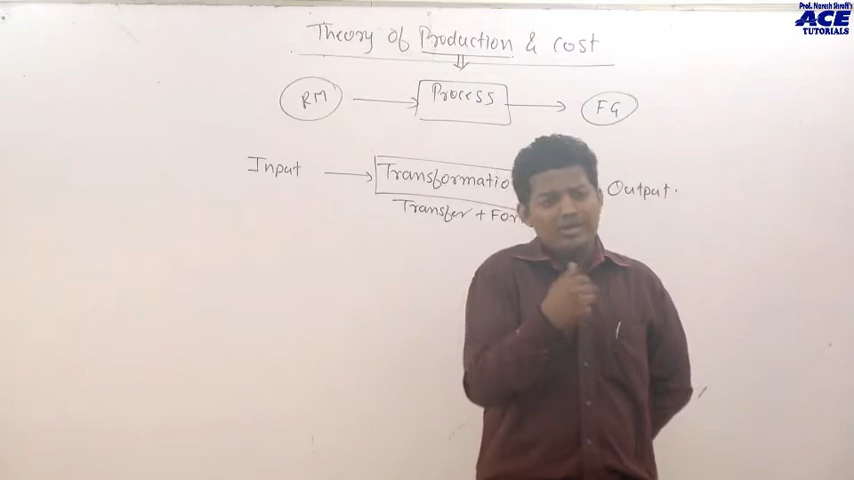 Prof. Naresh Shroff's
ACE
TUTORIALS
Theory of Production & cost
RM Process FG
Input Transformatio Output.
Transfer + For